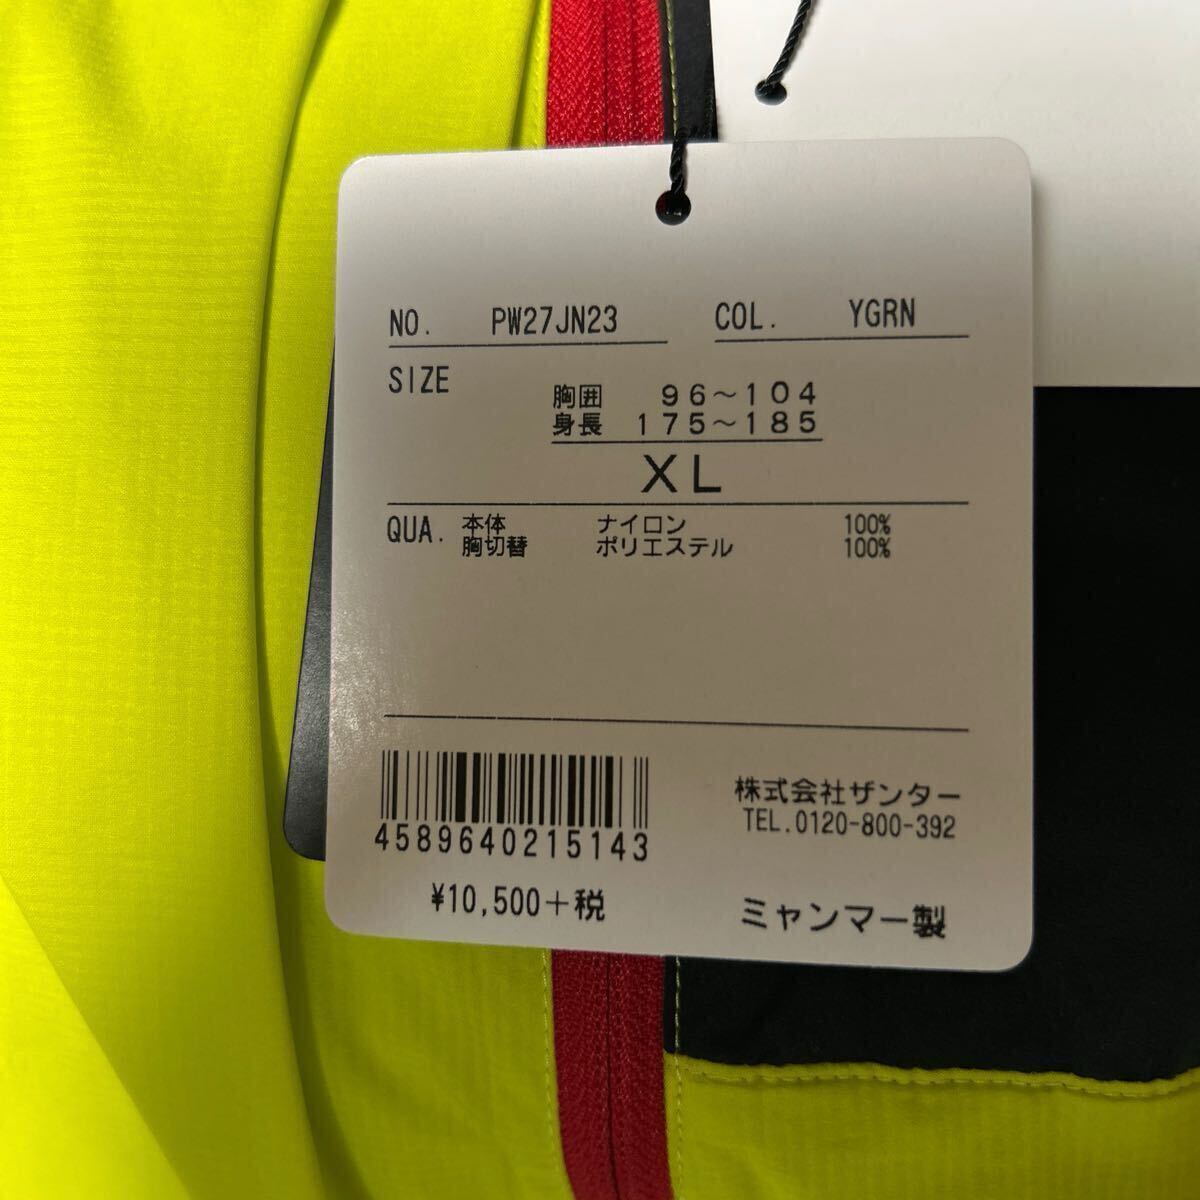 NO. PW27JN23 COL. YGRN
SIZE
胸囲 96～104
身長 175～185
XL
QUA. 本体 ナイロン 100%
胸切替 ポリエステル 100%
株式会社ザンター
TEL.0120-800-392
4589640215143
¥10,500+税
ミャンマー製